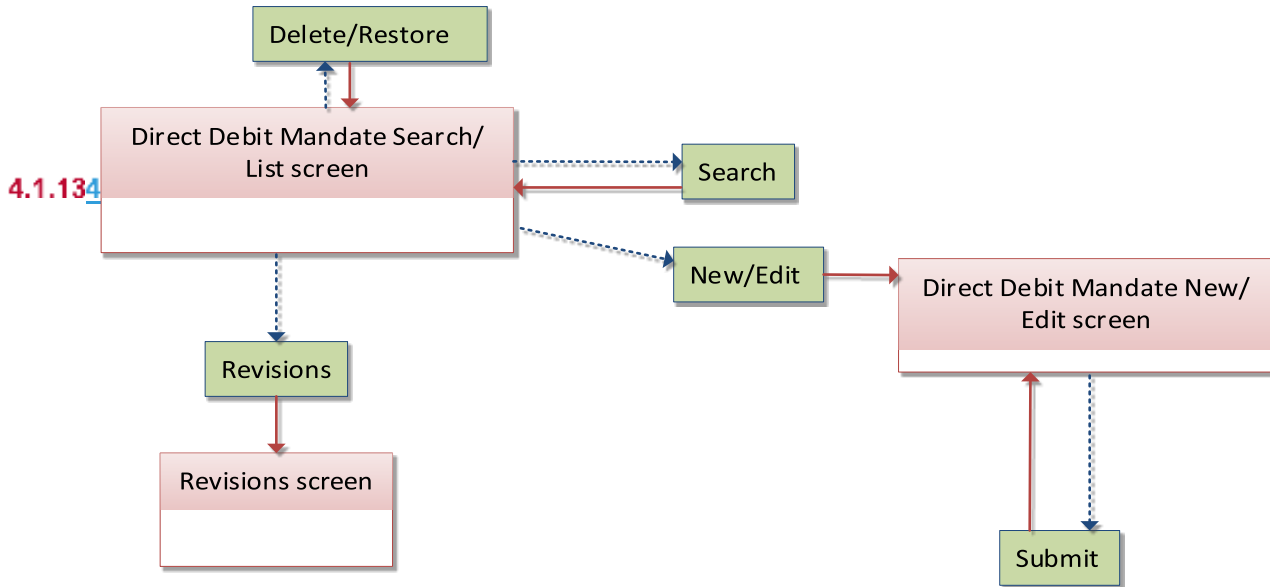 Delete/Restore
Direct Debit Mandate Search/
List screen
4.1.134
Search
New/Edit
Direct Debit Mandate New/
Edit screen
Revisions
Revisions screen
Submit